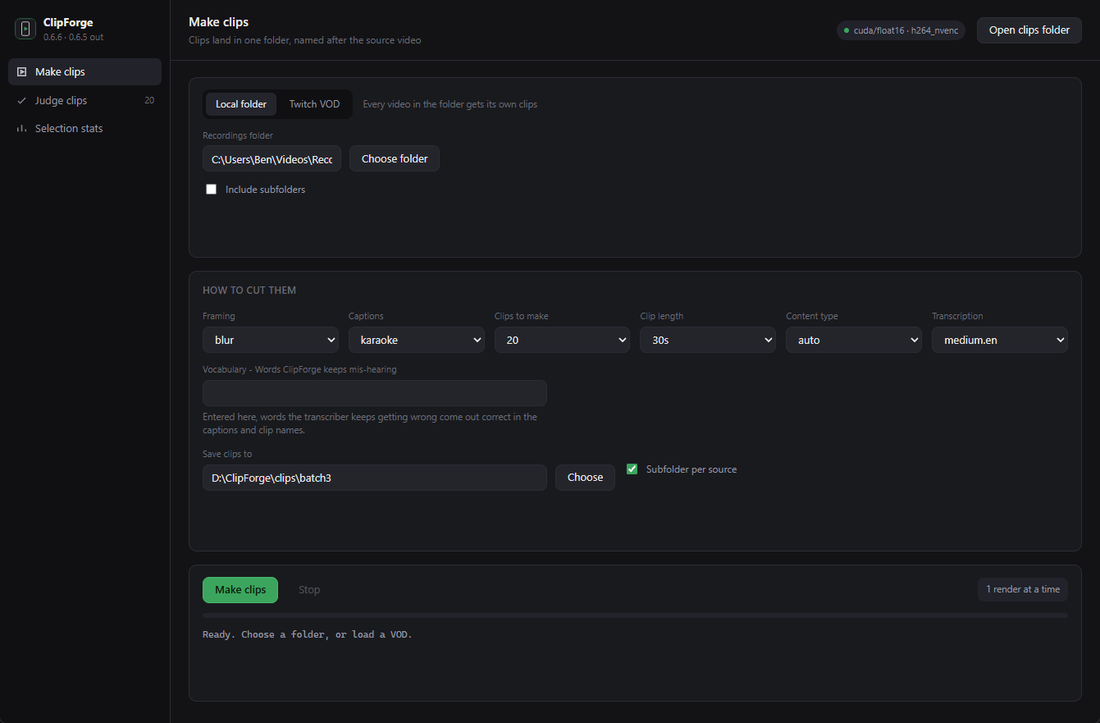 ClipForge
0.6.6 · 0.6.5 out
Make clips
Judge clips 20
Selection stats
Make clips
Clips land in one folder, named after the source video
cuda/float16 · h264_nvenc
Open clips folder
Local folder Twitch VOD Every video in the folder gets its own clips
Recordings folder
C:\Users\Ben\Videos\Recc Choose folder
Include subfolders
HOW TO CUT THEM
Framing Captions Clips to make Clip length Content type Transcription
blur karaoke 20 30s auto medium.en
Vocabulary - Words ClipForge keeps mis-hearing
Entered here, words the transcriber keeps getting wrong come out correct in the
captions and clip names.
Save clips to
D:\ClipForge\clips\batch3 Choose Subfolder per source
Make clips Stop 1 render at a time
Ready. Choose a folder, or load a VOD.